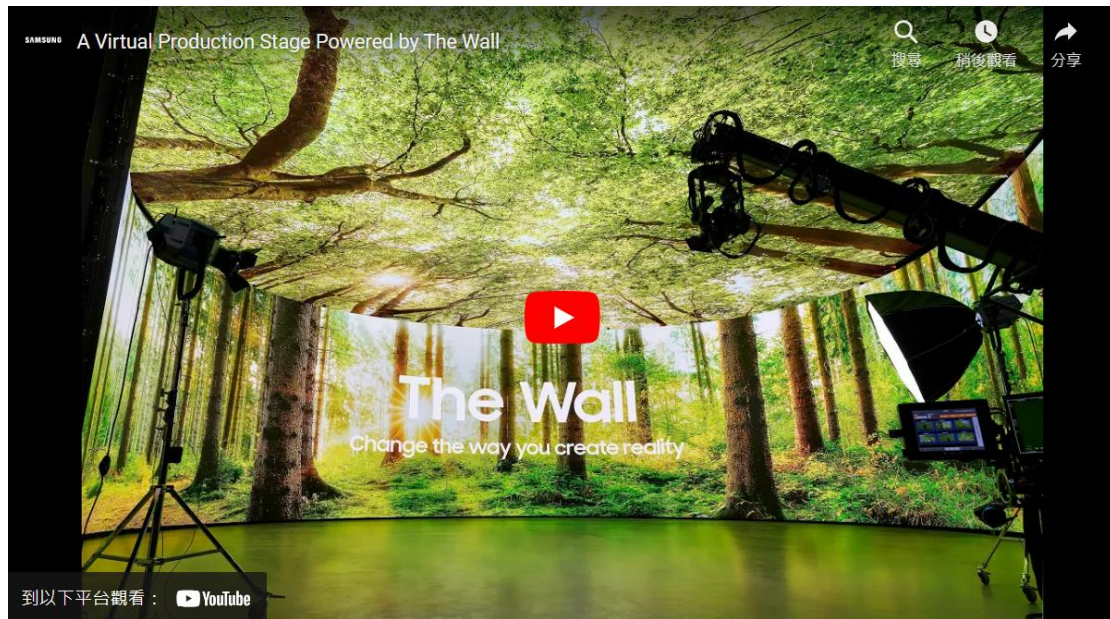 SAMSUNG
A Virtual Production Stage Powered by The Wall
搜尋
稍後觀看
分享
The Wall
Change the way you create reality
到以下平台觀看：
YouTube